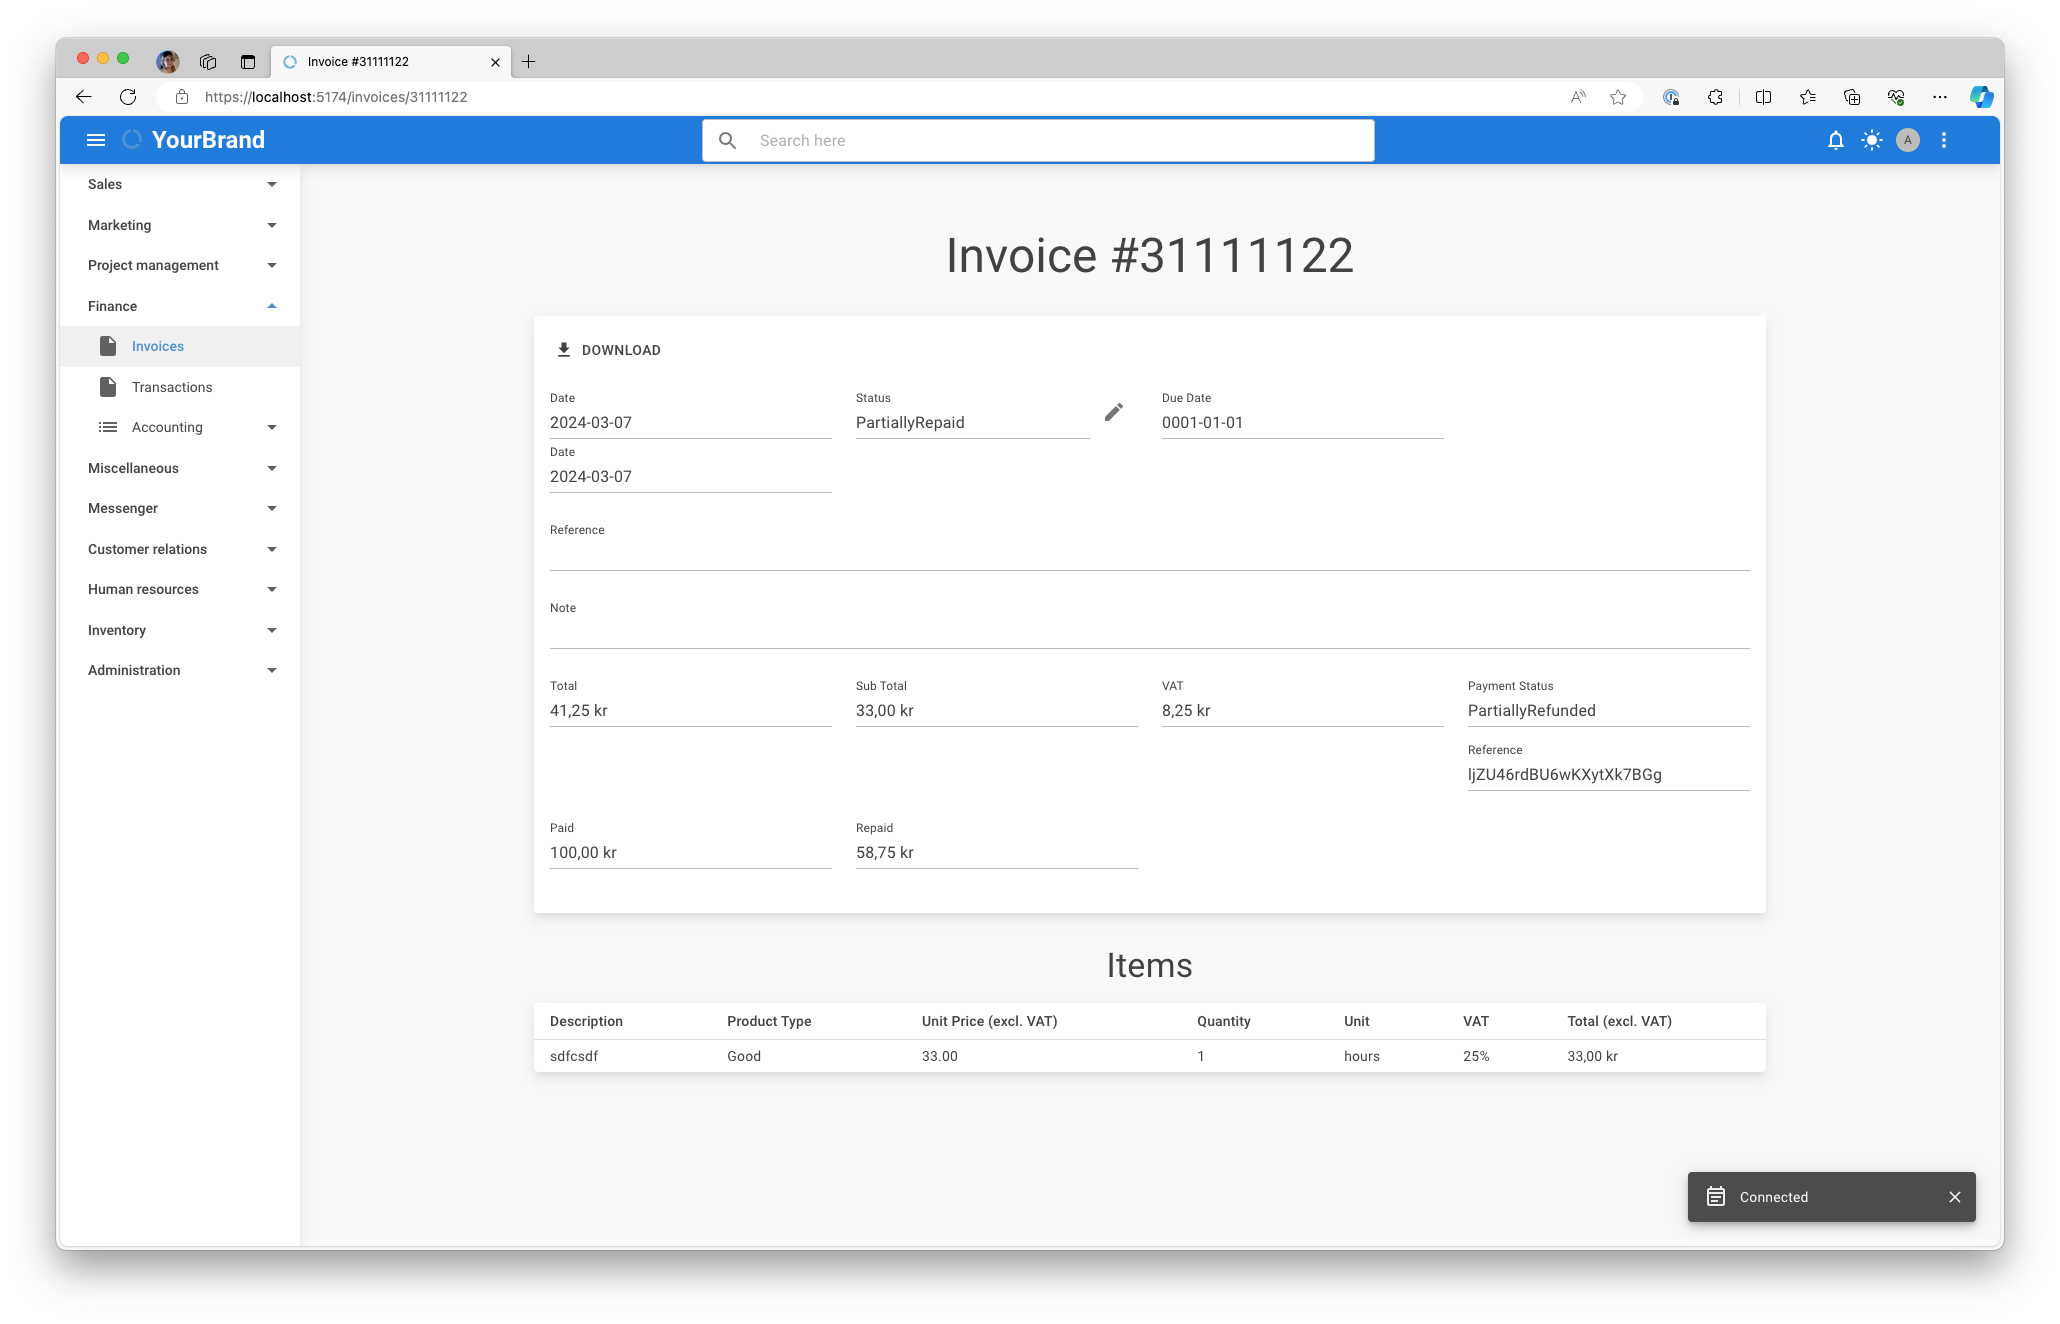 Invoice #31111122
https://localhost:5174/invoices/31111122
YourBrand
Search here
A
Sales
Marketing
Project management
Finance
Invoices
Transactions
Accounting
Miscellaneous
Messenger
Customer relations
Human resources
Inventory
Administration
Invoice #31111122
DOWNLOAD
Date Status Due Date
2024-03-07 PartiallyRepaid 0001-01-01
Date
2024-03-07
Reference
Note
Total Sub Total VAT Payment Status
41,25 kr 33,00 kr 8,25 kr PartiallyRefunded
Reference
ljZU46rdBU6wKXytXk7BGg
Paid Repaid
100,00 kr 58,75 kr
Items
Description Product Type Unit Price (excl. VAT) Quantity Unit VAT Total (excl. VAT)
sdfcsdf Good 33.00 1 hours 25% 33,00 kr
Connected